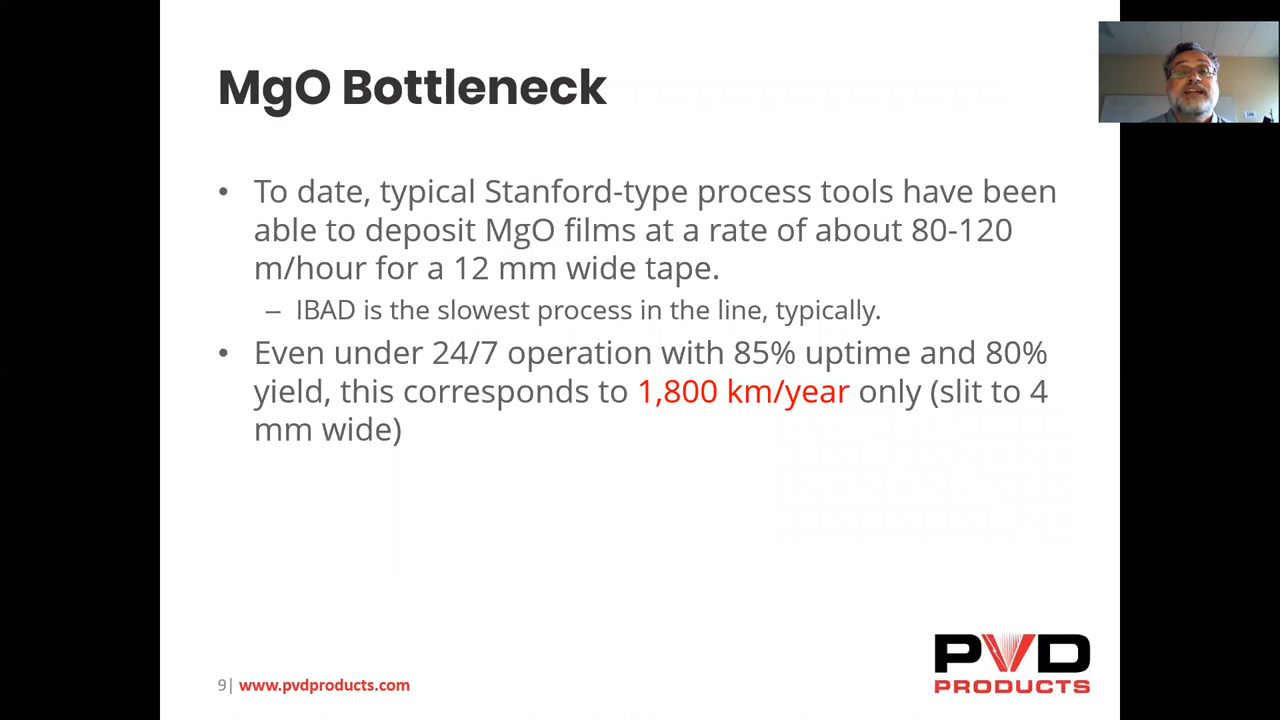 MgO Bottleneck
• To date, typical Stanford-type process tools have been
able to deposit MgO films at a rate of about 80-120
m/hour for a 12 mm wide tape.
– IBAD is the slowest process in the line, typically.
• Even under 24/7 operation with 85% uptime and 80%
yield, this corresponds to 1,800 km/year only (slit to 4
mm wide)
9| www.pvdproducts.com
PVD
PRODUCTS